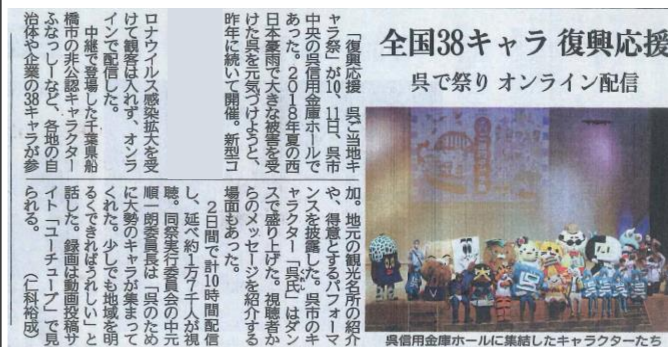 全国38キャラ 復興応援
呉で祭り オンライン配信
「復興応援 呉ご当地キ
ャラ祭」が10、11日、呉市
中央の呉信用金庫ホールで
あった。2018年夏の西
日本豪雨で大きな被害を受
けた呉を元気づけようと、
昨年に続いて開催。新型コ
ロナウイルス感染拡大を受
けて観客は入れず、オンラ
インで配信した。
中継で登場した千葉県船
橋市の非公認キャラクター
ふなっしーなど、各地の自
治体や企業の38キャラが参
加。地元の観光名所の紹介
や、得意とするパフォーマ
ンスを披露した。呉市のキ
ャラクター「呉氏」はダン
スで盛り上げた。視聴者か
らのメッセージを紹介する
場面もあった。
2日間で計10時間配信
し、延べ約1万7千人が視
聴。同祭実行委員会の中元
順一朗委員長は「呉のため
に大勢のキャラが集まって
くれた。少しでも地域を明
るくできればうれしい」と
話した。録画は動画投稿サ
イト「ユーチューブ」で見
られる。 (仁科裕成)
呉信用金庫ホールに集結したキャラクターたち